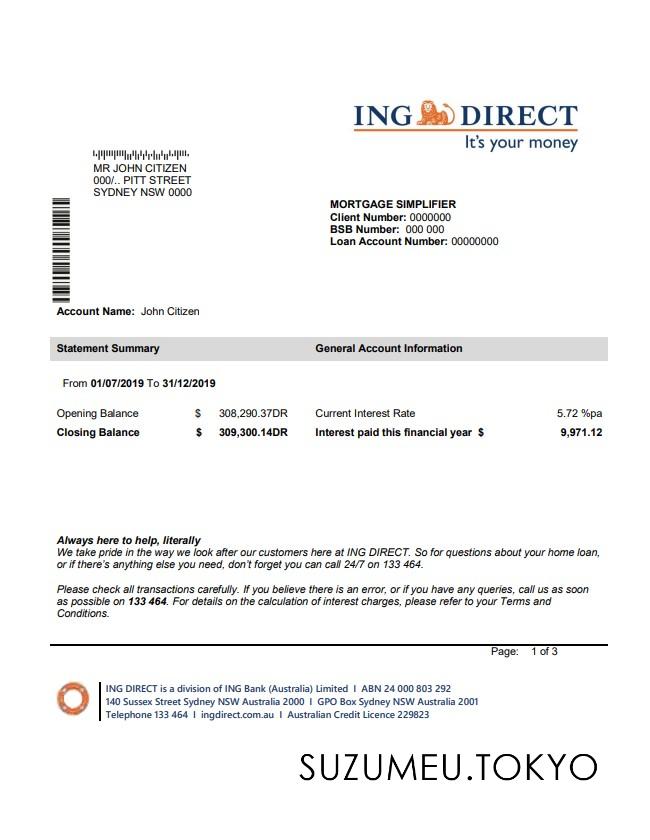 ING DIRECT
It's your money
MR JOHN CITIZEN
000/.. PITT STREET
SYDNEY NSW 0000
MORTGAGE SIMPLIFIER
Client Number: 0000000
BSB Number: 000 000
Loan Account Number: 00000000
Account Name: John Citizen
Statement Summary General Account Information
From 01/07/2019 To 31/12/2019
Opening Balance $ 308,290.37DR Current Interest Rate 5.72 %pa
Closing Balance $ 309,300.14DR Interest paid this financial year $ 9,971.12
Always here to help, literally
We take pride in the way we look after our customers here at ING DIRECT. So for questions about your home loan,
or if there's anything else you need, don't forget you can call 24/7 on 133 464.
Please check all transactions carefully. If you believe there is an error, or if you have any queries, call us as soon
as possible on 133 464. For details on the calculation of interest charges, please refer to your Terms and
Conditions.
Page: 1 of 3
ING DIRECT is a division of ING Bank (Australia) Limited I ABN 24 000 803 292
140 Sussex Street Sydney NSW Australia 2000 I GPO Box Sydney NSW Australia 2001
Telephone 133 464 I ingdirect.com.au I Australian Credit Licence 229823
SUZUMEU.TOKYO